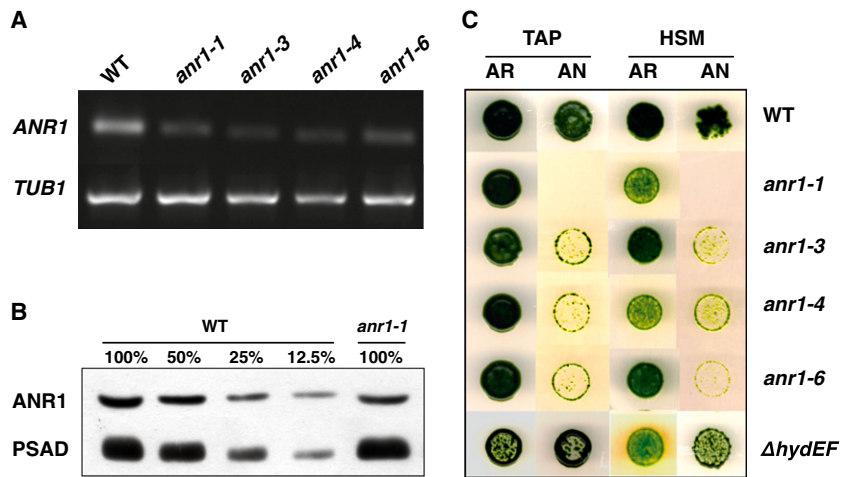 A
WT anr1-1 anr1-3 anr1-4 anr1-6
ANR1
TUB1
B
WT anr1-1
100% 50% 25% 12.5% 100%
ANR1
PSAD
C
TAP HSM
AR AN AR AN
WT
anr1-1
anr1-3
anr1-4
anr1-6
ΔhydEF